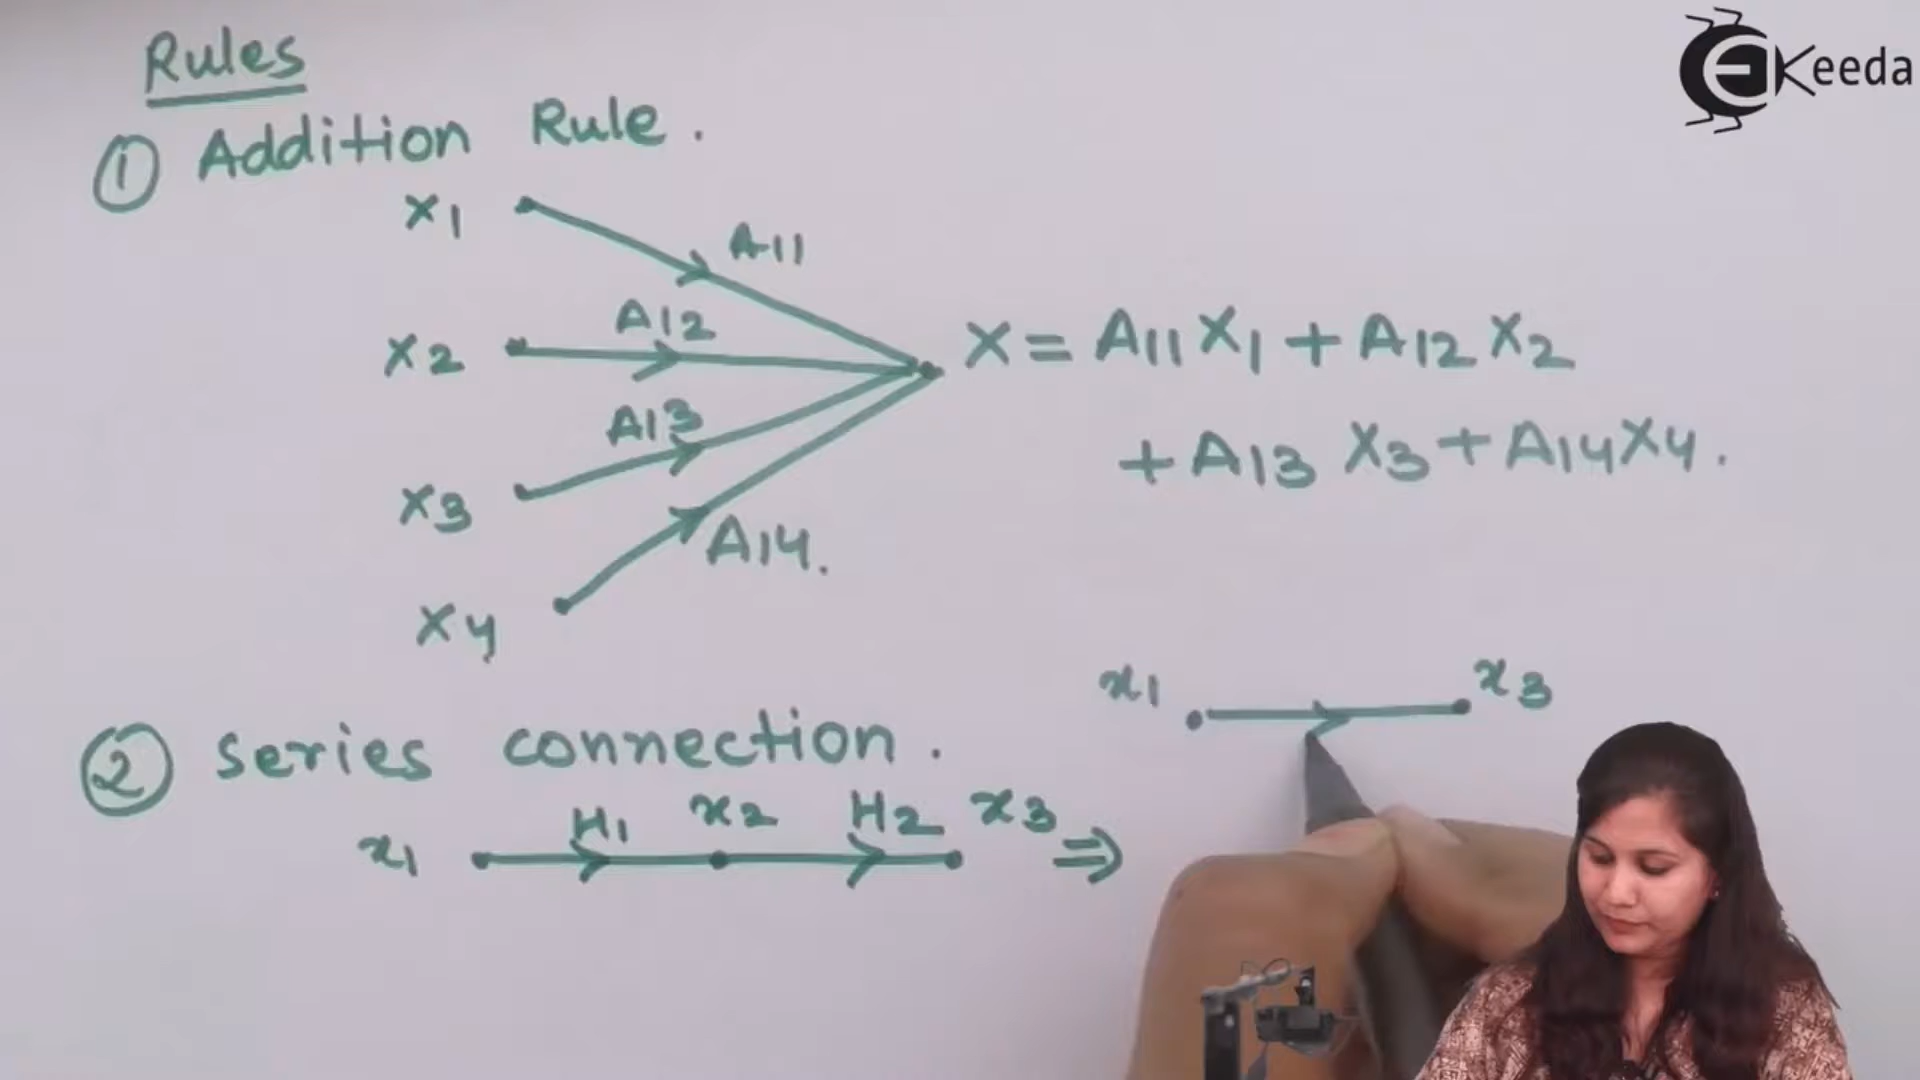 Rules
① Addition Rule.
x1
A11
A12
x2
X = A11 X1 + A12 X2
A13
+ A13 X3 + A14 X4.
x3
A14.
x4
x1 x3
② series connection.
x1 H1 x2 H2 x3 ⇒
EKeeda